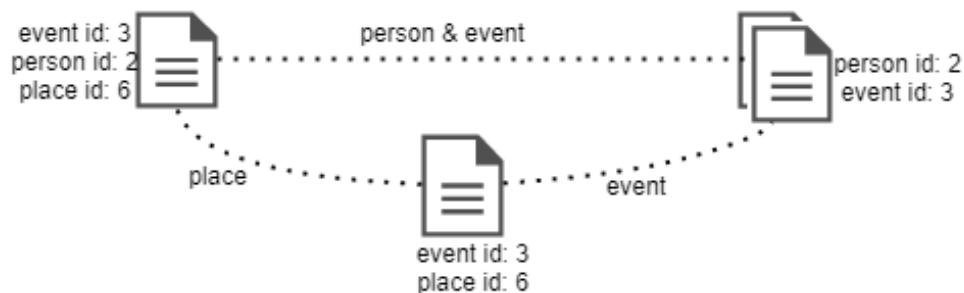 event id: 3
person id: 2
place id: 6
person & event
person id: 2
event id: 3
place
event
event id: 3
place id: 6